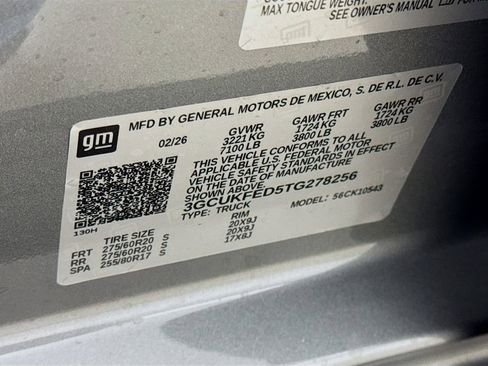 MAX TONGUE WEIGHT:
SEE OWNER'S MANUAL FOR
gm
MFD BY GENERAL MOTORS DE MEXICO, S. DE R.L. DE C.V.
02/26 GVWR GAWR FRT GAWR RR
3221 KG 1724 KG 1724 KG
7100 LB 3800 LB 3800 LB
THIS VEHICLE CONFORMS TO ALL
APPLICABLE U.S. FEDERAL MOTOR
VEHICLE SAFETY STANDARDS IN EFFECT
ON THE DATE OF MANUFACTURE
SHOWN ABOVE.
3GCUKFED5TG278256
TYPE: TRUCK MODEL: 56CK10543
130H
TIRE SIZE RIM
FRT 275/60R20 S 20X9J
RR 275/60R20 S 20X9J
SPA 255/80R17 S 17X8J